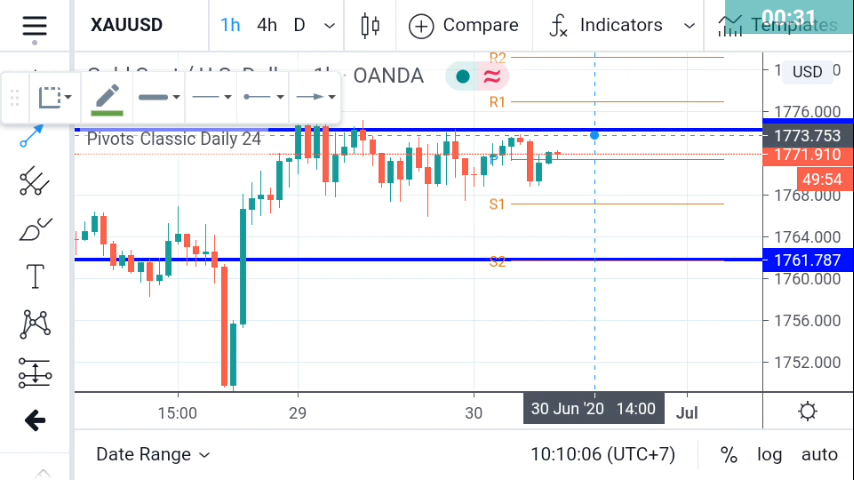 XAUUSD
1h 4h D
Compare
Indicators
00:31
OANDA
USD
Pivots Classic Daily 24
R2
R1
P
S1
S2
1776.000
1773.753
1771.910
49:54
1768.000
1764.000
1761.787
1760.000
1756.000
1752.000
15:00
29
30
30 Jun '20 14:00
Jul
Date Range
10:10:06 (UTC+7)
%
log
auto